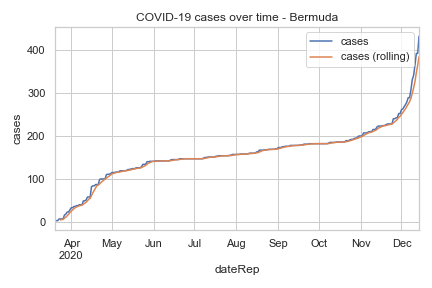 COVID-19 cases over time - Bermuda
cases
cases (rolling)
cases
400
300
200
100
0
Apr
2020
May
Jun
Jul
Aug
Sep
Oct
Nov
Dec
dateRep